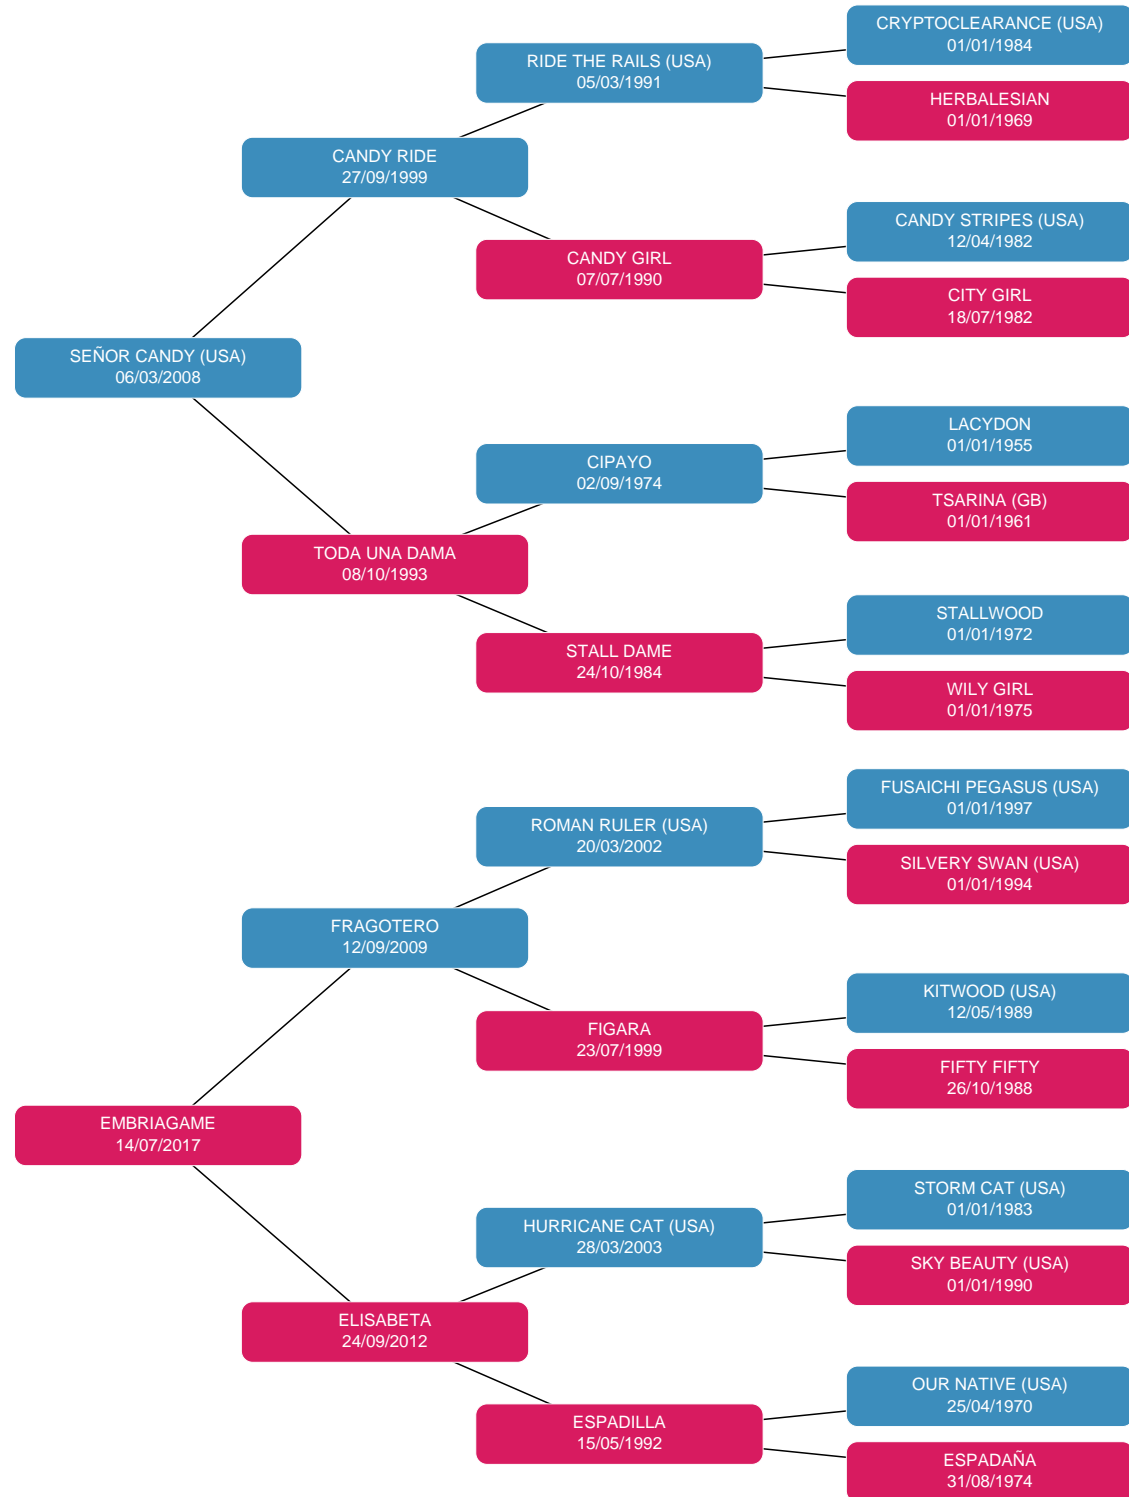 CRYPTOCLEARANCE (USA)
01/01/1984
RIDE THE RAILS (USA)
05/03/1991
HERBALESIAN
01/01/1969
CANDY RIDE
27/09/1999
CANDY STRIPES (USA)
12/04/1982
CANDY GIRL
07/07/1990
CITY GIRL
18/07/1982
SEÑOR CANDY (USA)
06/03/2008
LACYDON
01/01/1955
CIPAYO
02/09/1974
TSARINA (GB)
01/01/1961
TODA UNA DAMA
08/10/1993
STALLWOOD
01/01/1972
STALL DAME
24/10/1984
WILY GIRL
01/01/1975
FUSAICHI PEGASUS (USA)
01/01/1997
ROMAN RULER (USA)
20/03/2002
SILVERY SWAN (USA)
01/01/1994
FRAGOTERO
12/09/2009
KITWOOD (USA)
12/05/1989
FIGARA
23/07/1999
FIFTY FIFTY
26/10/1988
EMBRIAGAME
14/07/2017
STORM CAT (USA)
01/01/1983
HURRICANE CAT (USA)
28/03/2003
SKY BEAUTY (USA)
01/01/1990
ELISABETA
24/09/2012
OUR NATIVE (USA)
25/04/1970
ESPADILLA
15/05/1992
ESPADAÑA
31/08/1974